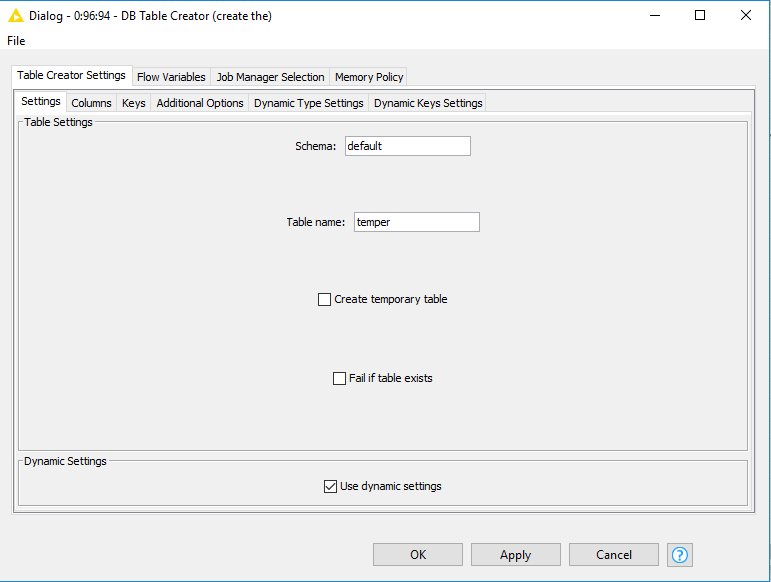 Dialog - 0:96:94 - DB Table Creator (create the)
File
Table Creator Settings Flow Variables Job Manager Selection Memory Policy
Settings Columns Keys Additional Options Dynamic Type Settings Dynamic Keys Settings
Table Settings
Schema: default
Table name: temper
Create temporary table
Fail if table exists
Dynamic Settings
Use dynamic settings
OK Apply Cancel ?